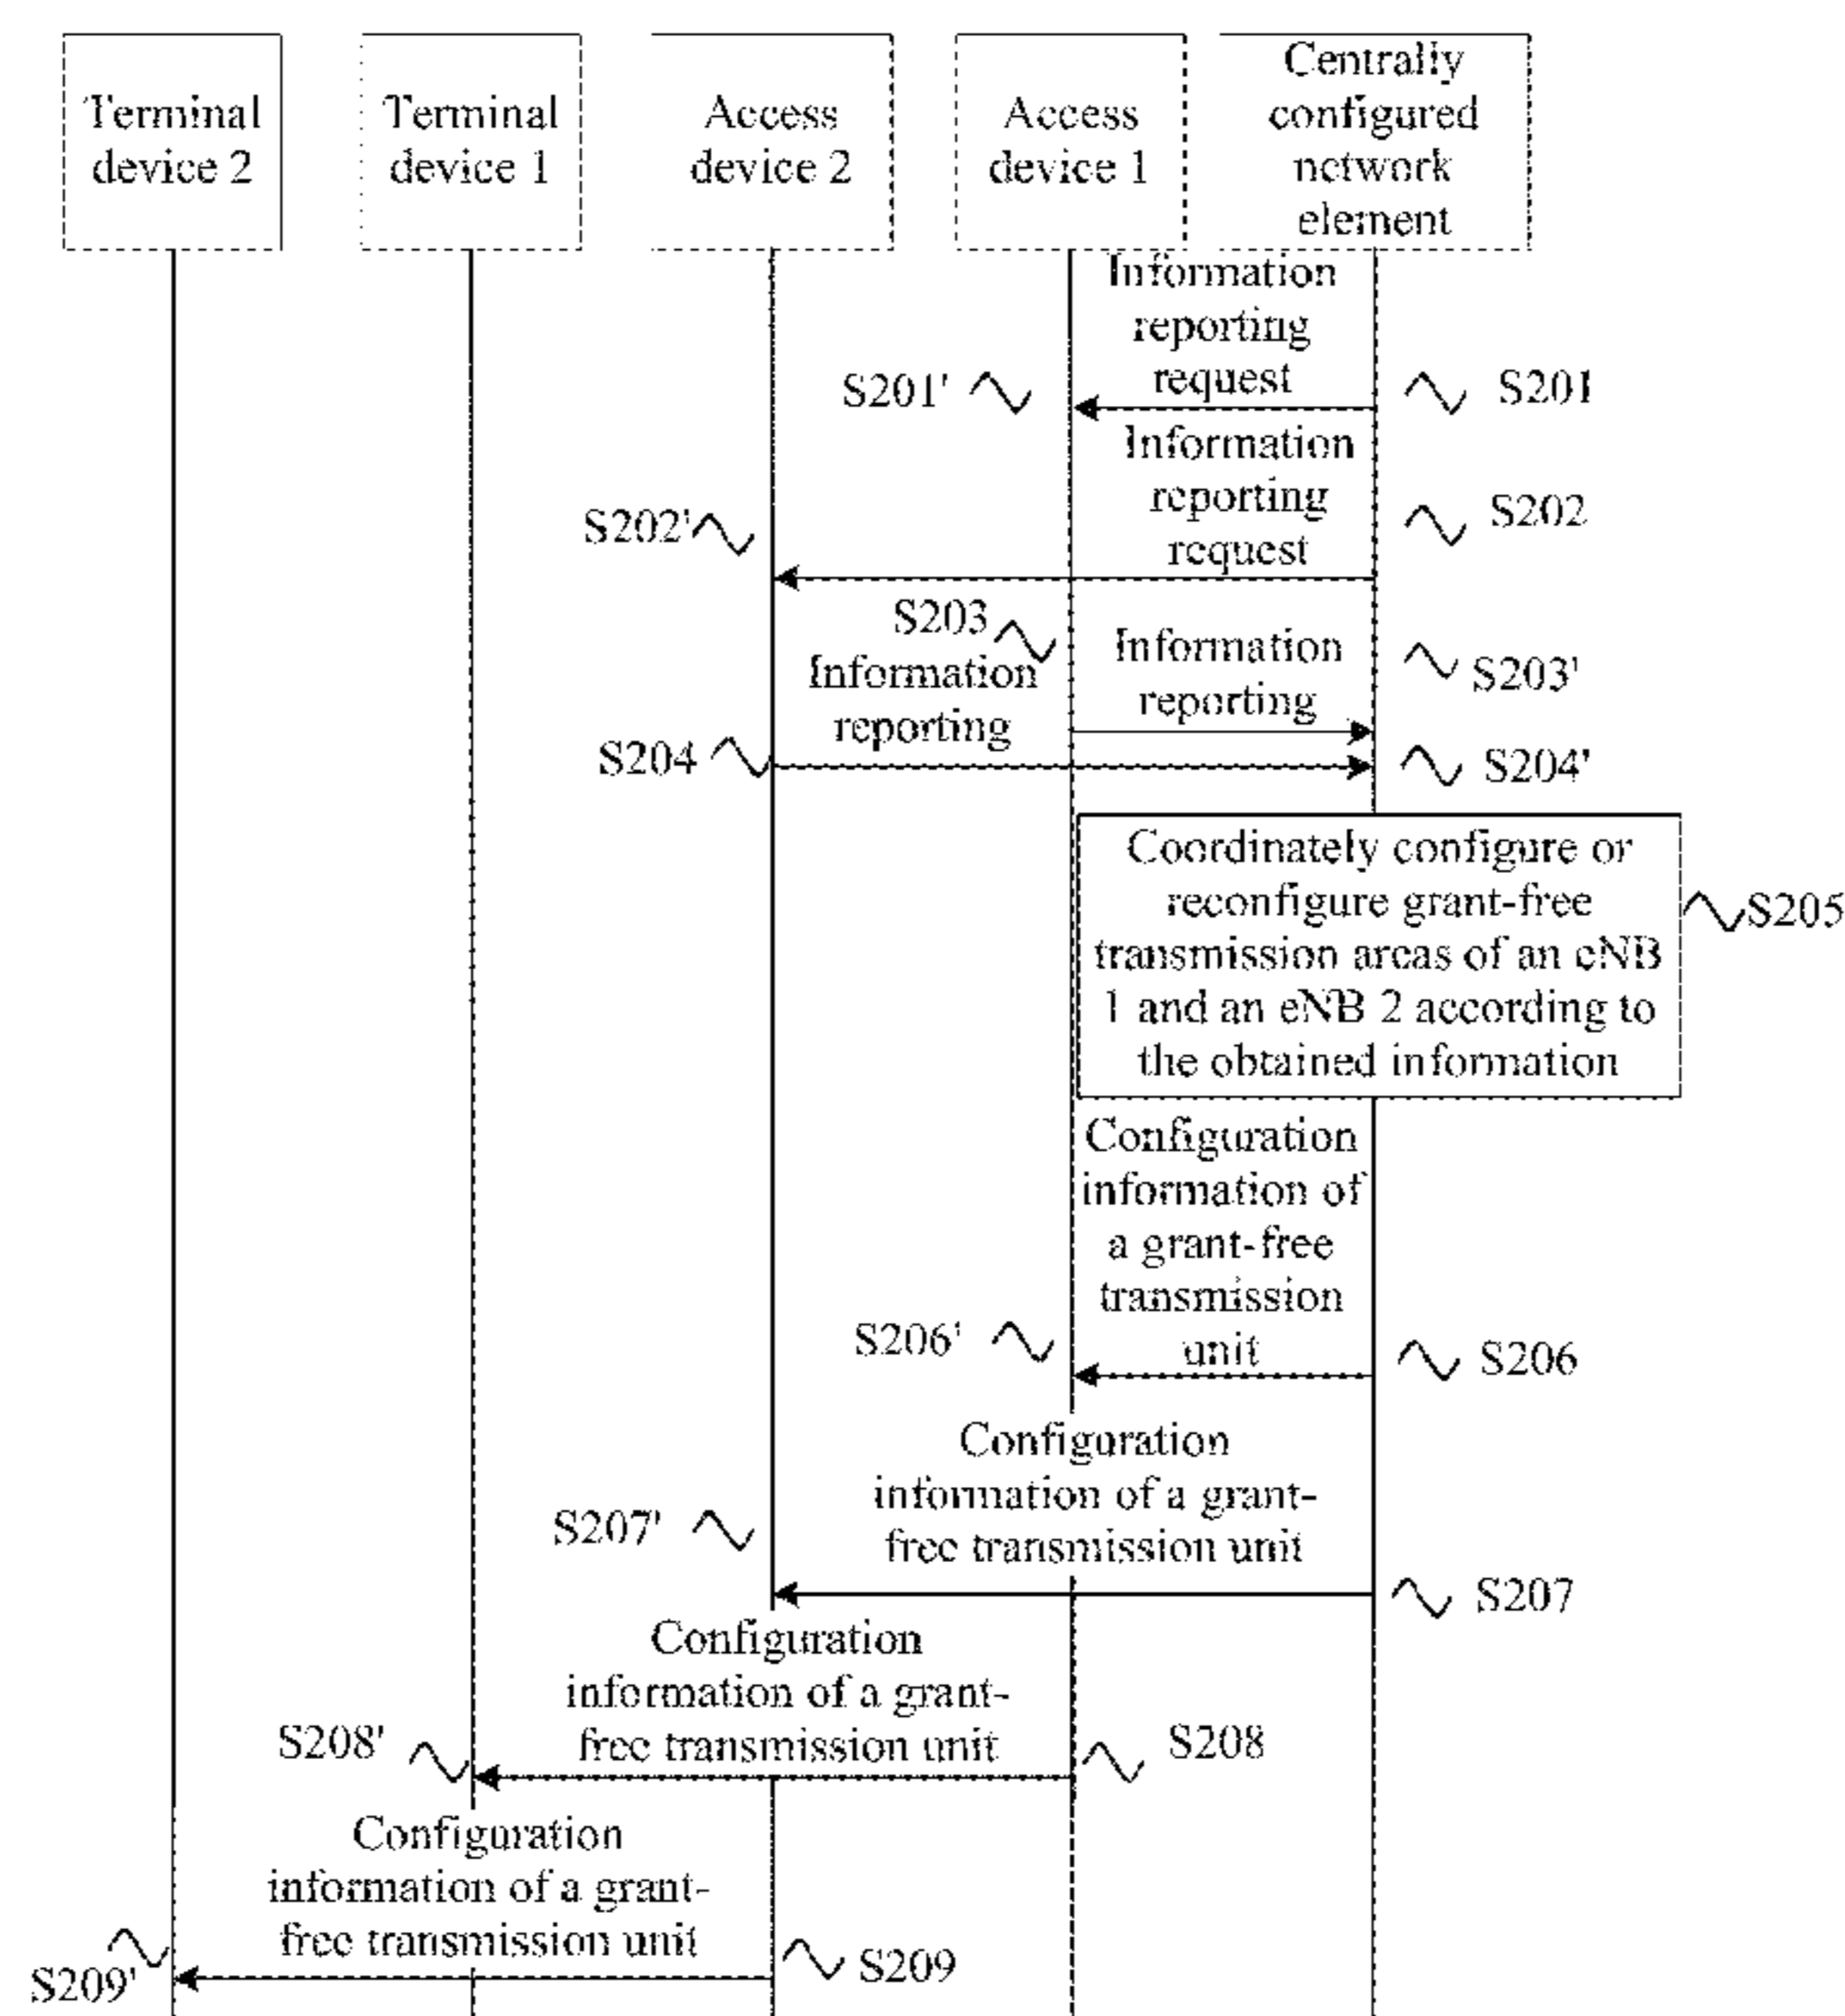 Terminal
device 2
Terminal
device 1
Access
device 2
Access
device 1
Centrally
configured
network
element
Information
reporting
request
S201'
S201
Information
reporting
request
S202'
S202
S203
Information
reporting
S203'
Information
reporting
S204
S204'
Coordinately configure or
reconfigure grant-free
transmission areas of an eNB
1 and an eNB 2 according to
the obtained information
S205
Configuration
information of
a grant-free
transmission
unit
S206'
S206
Configuration
information of a grant-
free transmission unit
S207'
S207
Configuration
information of a grant-
free transmission unit
S208'
S208
Configuration
information of a grant-
free transmission unit
S209'
S209